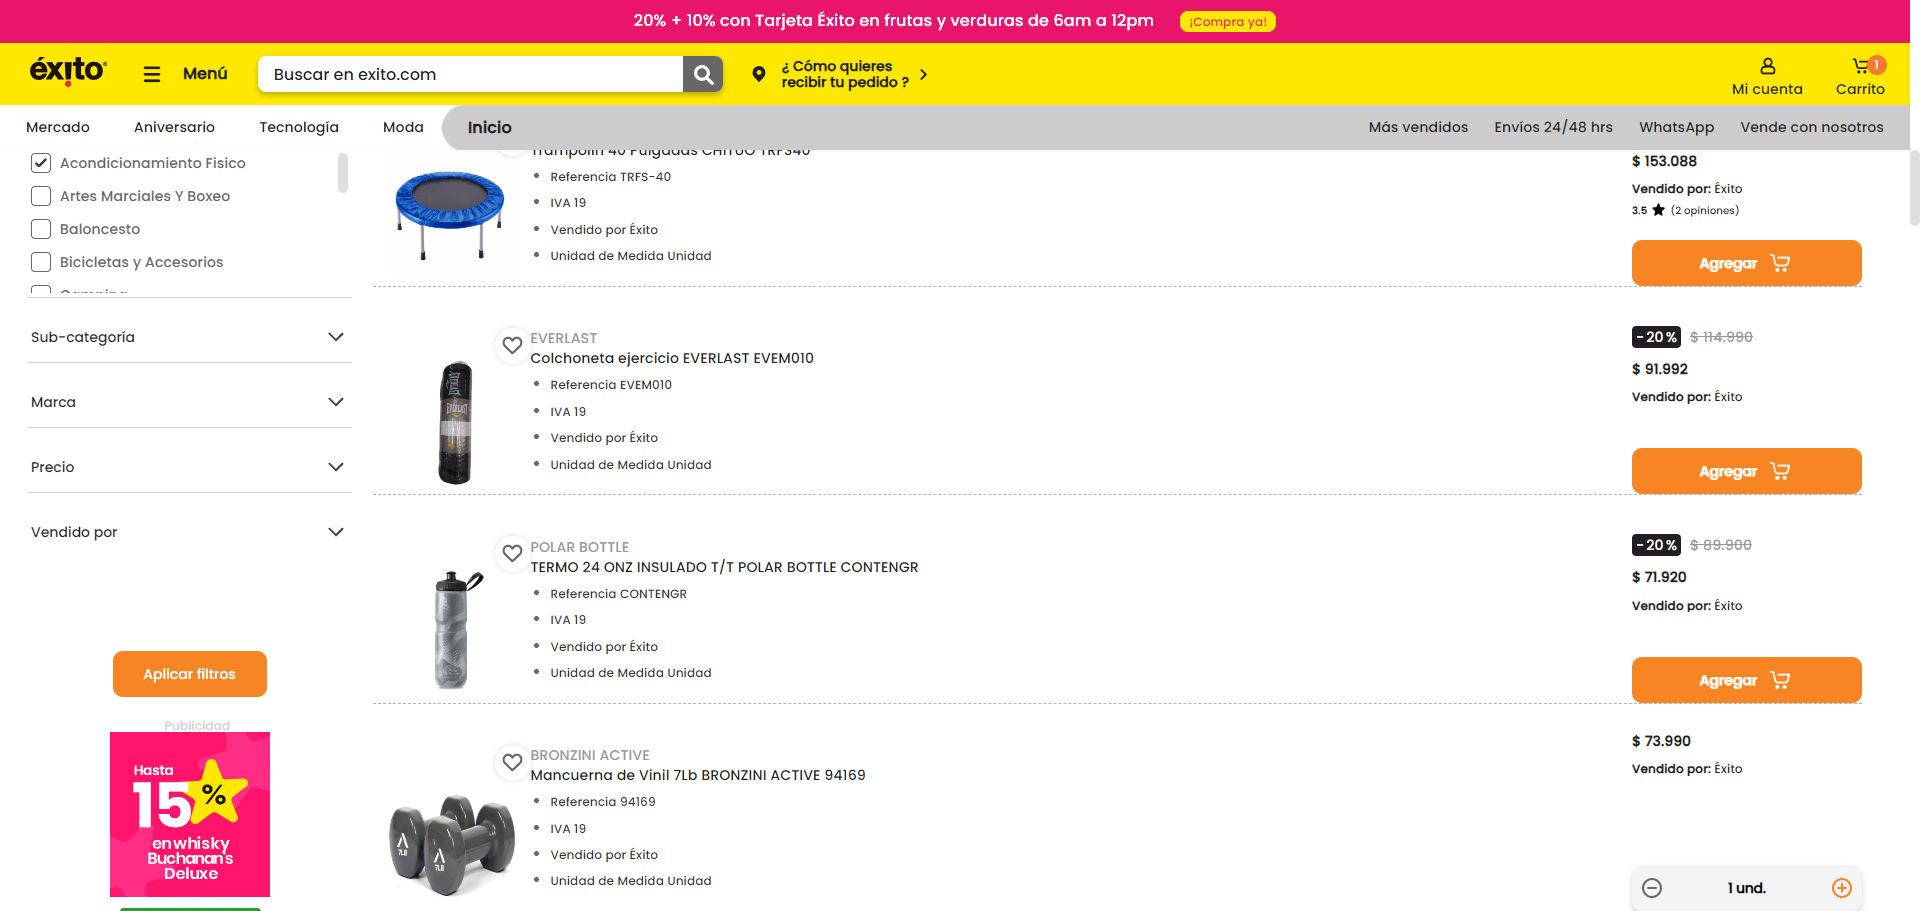 20% + 10% con Tarjeta Éxito en frutas y verduras de 6am a 12pm
¡Compra ya!
éxito
Menú
Buscar en exito.com
¿ Cómo quieres
recibir tu pedido ?
Mi cuenta
1
Carrito
Mercado
Aniversario
Tecnología
Moda
Inicio
Más vendidos
Envíos 24/48 hrs
WhatsApp
Vende con nosotros
Acondicionamiento Fisico
Artes Marciales Y Boxeo
Baloncesto
Bicicletas y Accesorios
Camping
Sub-categoría
Marca
Precio
Vendido por
Aplicar filtros
Publicidad
Hasta
15%
en whisky
Buchanan's
Deluxe
Trampolin 40 Pulgadas CHITUO TRFS40
Referencia TRFS-40
IVA 19
Vendido por Éxito
Unidad de Medida Unidad
$ 153.088
Vendido por: Éxito
3.5 (2 opiniones)
Agregar
EVERLAST
Colchoneta ejercicio EVERLAST EVEM010
Referencia EVEM010
IVA 19
Vendido por Éxito
Unidad de Medida Unidad
-20% $ 114.990
$ 91.992
Vendido por: Éxito
Agregar
POLAR BOTTLE
TERMO 24 ONZ INSULADO T/T POLAR BOTTLE CONTENGR
Referencia CONTENGR
IVA 19
Vendido por Éxito
Unidad de Medida Unidad
-20% $ 89.900
$ 71.920
Vendido por: Éxito
Agregar
BRONZINI ACTIVE
Mancuerna de Vinil 7Lb BRONZINI ACTIVE 94169
Referencia 94169
IVA 19
Vendido por Éxito
Unidad de Medida Unidad
7LB
7LB
$ 73.990
Vendido por: Éxito
1 und.